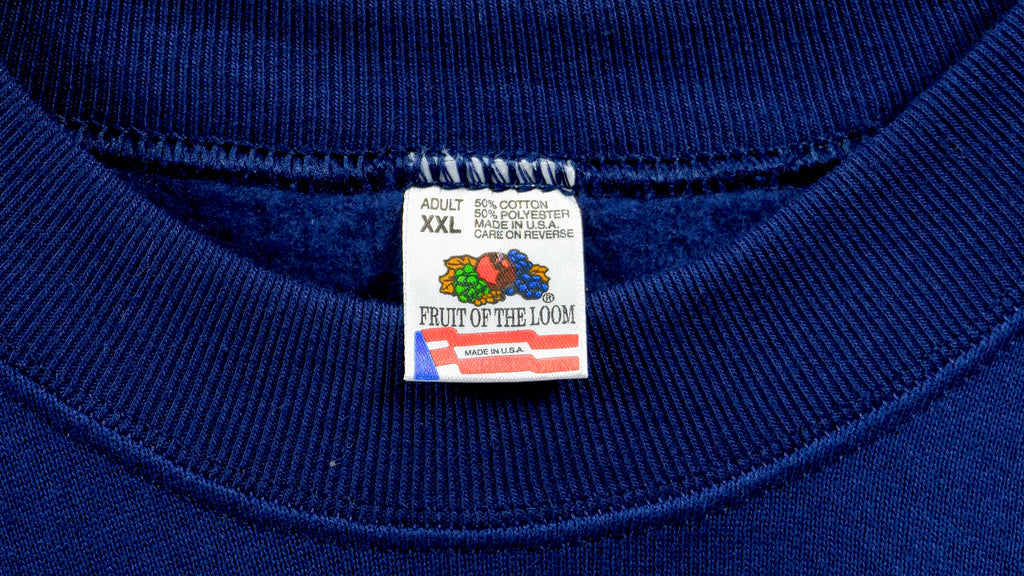 ADULT
XXL
50% COTTON
50% POLYESTER
MADE IN U.S.A.
CARE ON REVERSE
®
FRUIT OF THE LOOM
MADE IN U.S.A.